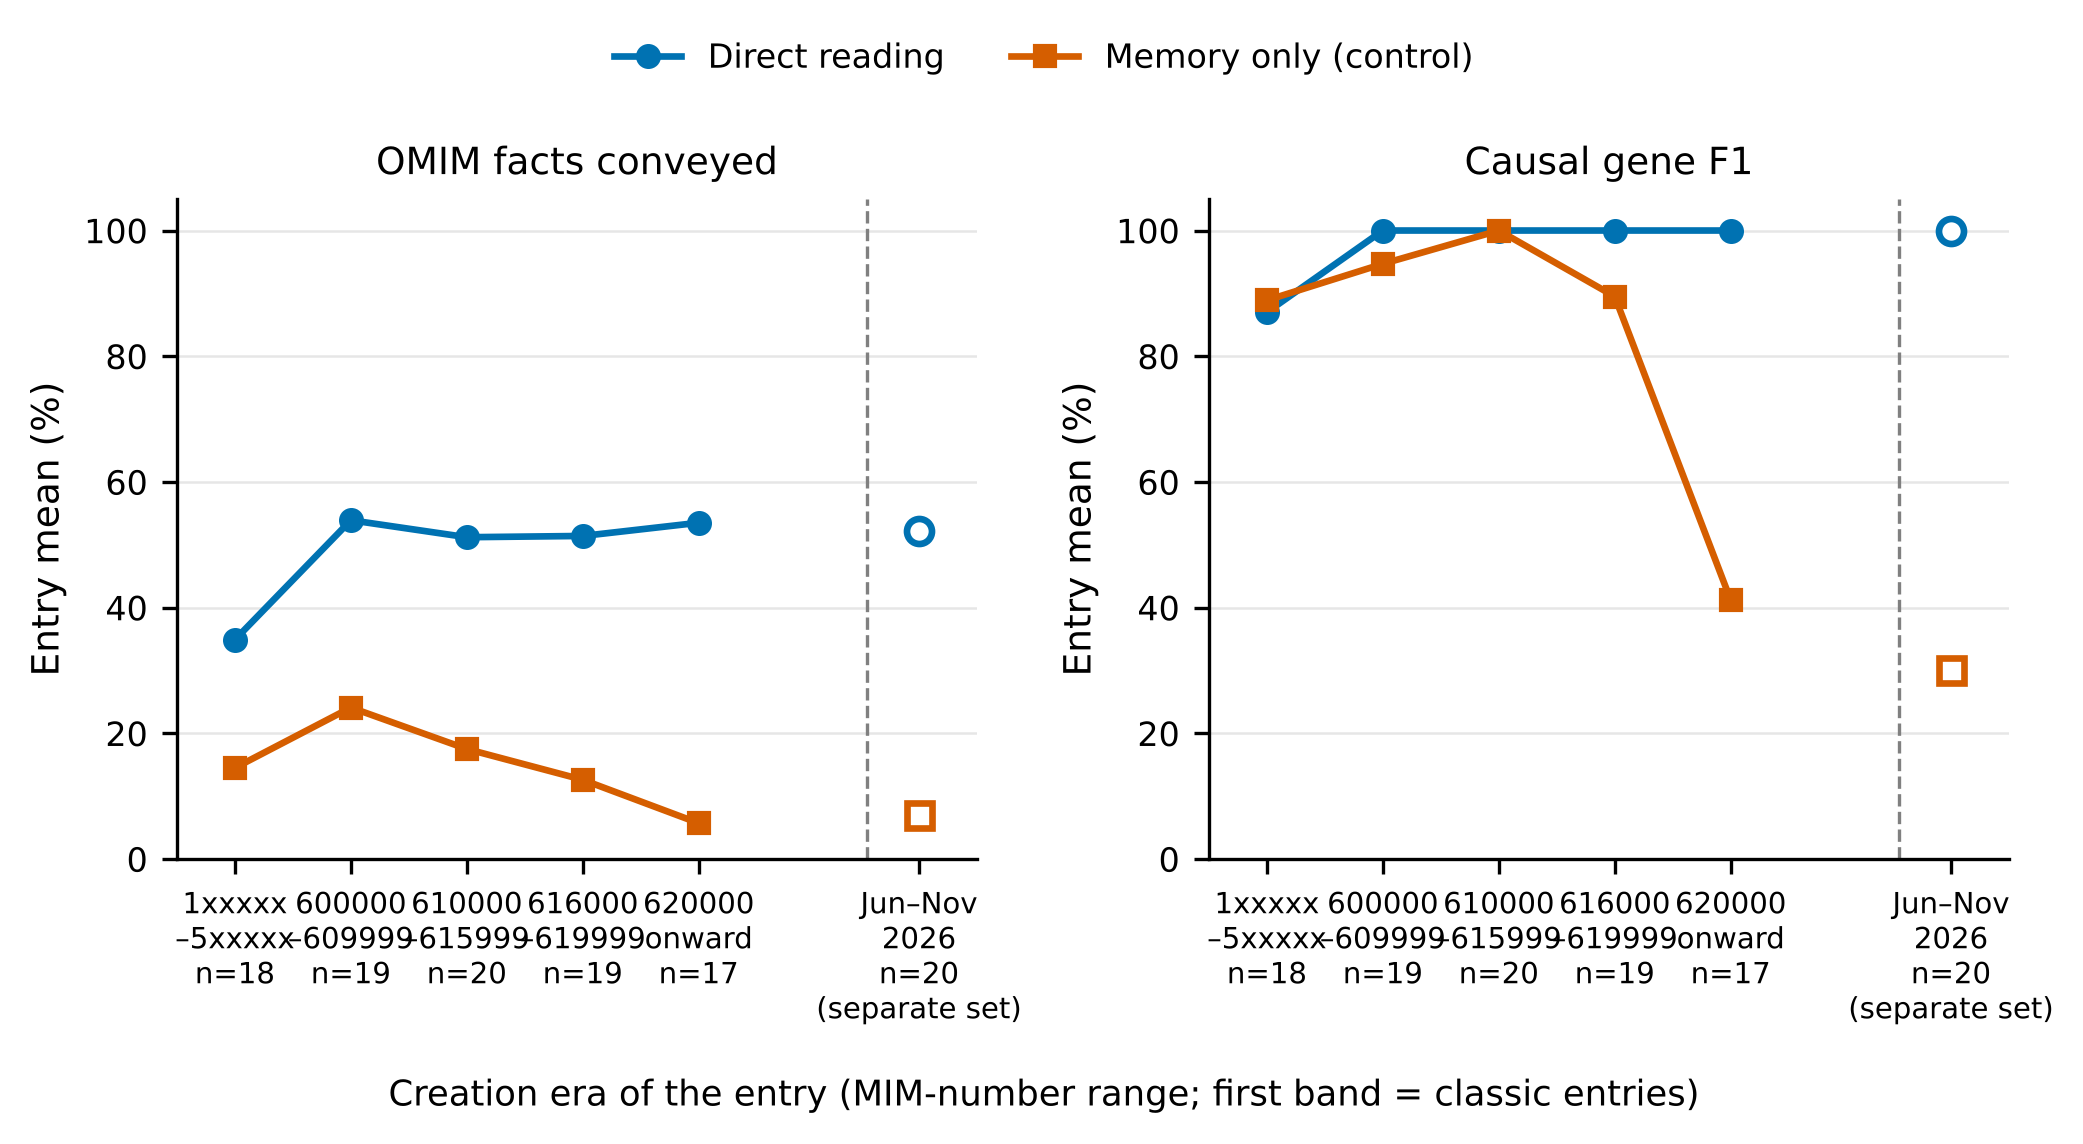 Direct reading
Memory only (control)
OMIM facts conveyed
Entry mean (%)
100
80
60
40
20
0
1xxxxx 600000 610000 616000 620000 Jun–Nov
–5xxxxx –609999 –615999 –619999 onward 2026
n=18 n=19 n=20 n=19 n=17 n=20
(separate set)
Causal gene F1
Entry mean (%)
100
80
60
40
20
0
1xxxxx 600000 610000 616000 620000 Jun–Nov
–5xxxxx –609999 –615999 –619999 onward 2026
n=18 n=19 n=20 n=19 n=17 n=20
(separate set)
Creation era of the entry (MIM-number range; first band = classic entries)